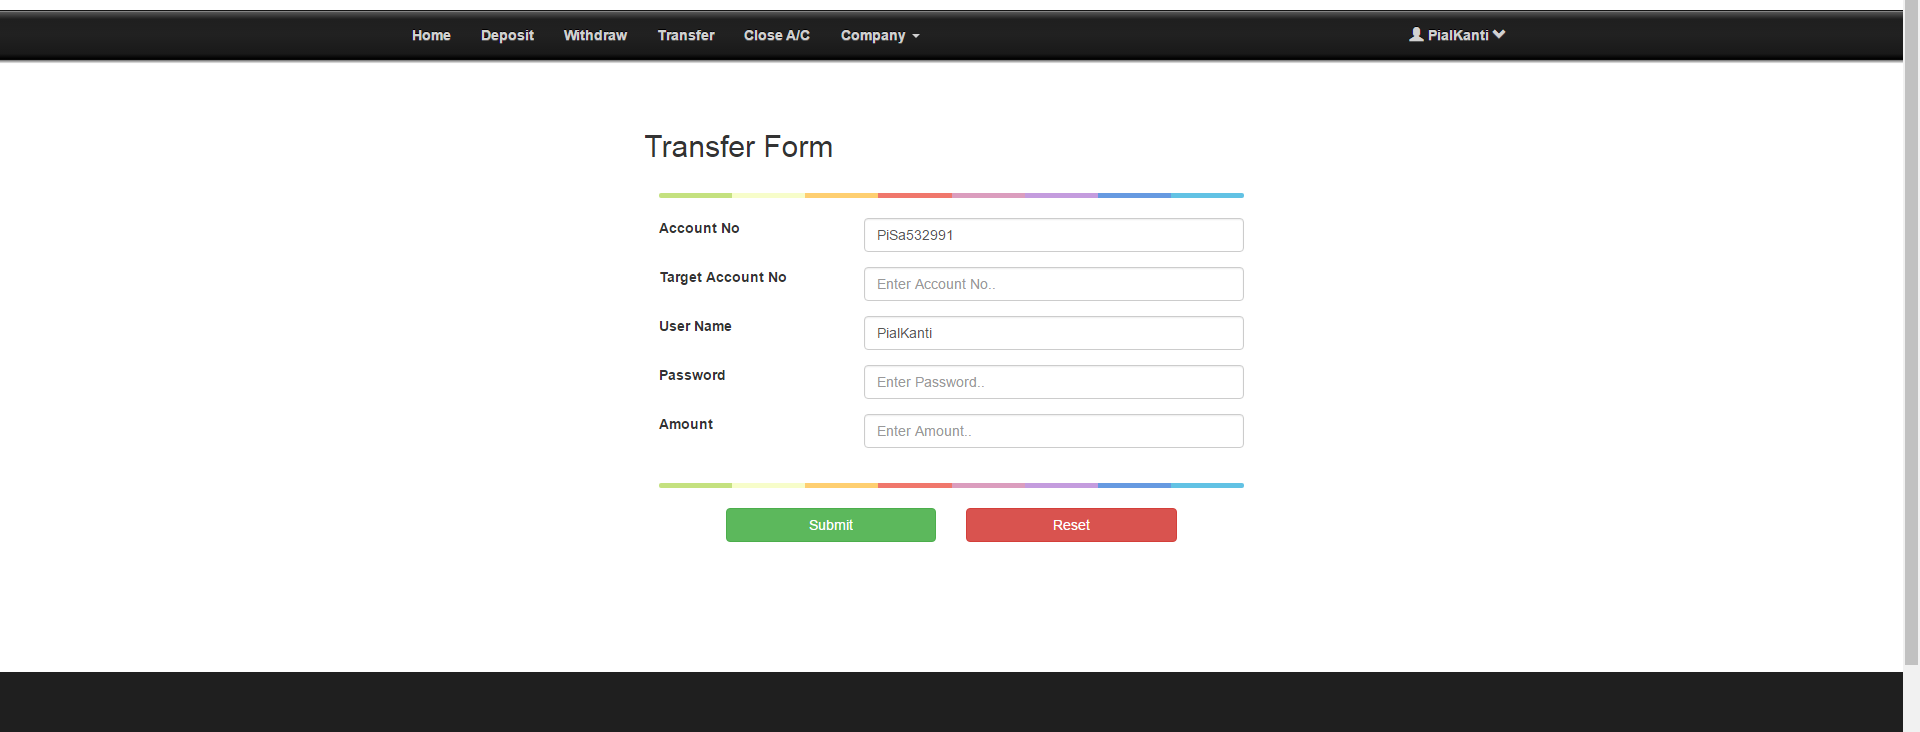 Home Deposit Withdraw Transfer Close A/C Company PialKanti
Transfer Form
Account No PiSa532991
Target Account No Enter Account No..
User Name PialKanti
Password Enter Password..
Amount Enter Amount..
Submit Reset